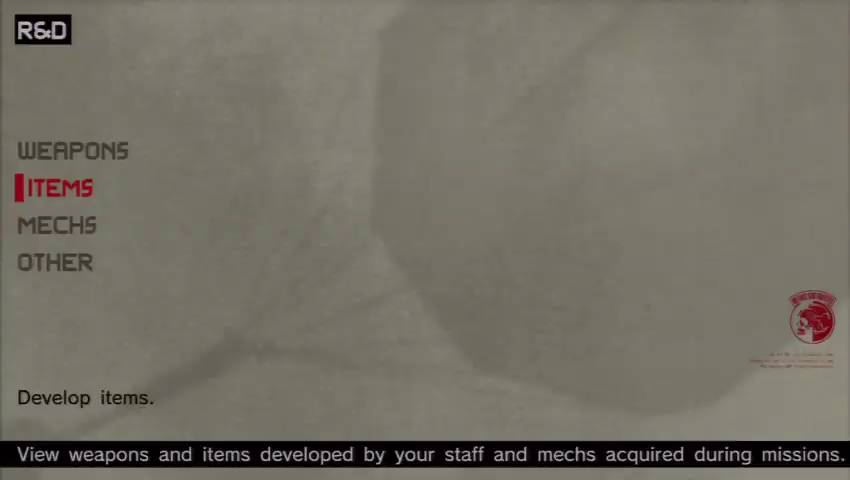 R&D
WEAPONS
ITEMS
MECHS
OTHER
Develop items.
View weapons and items developed by your staff and mechs acquired during missions.